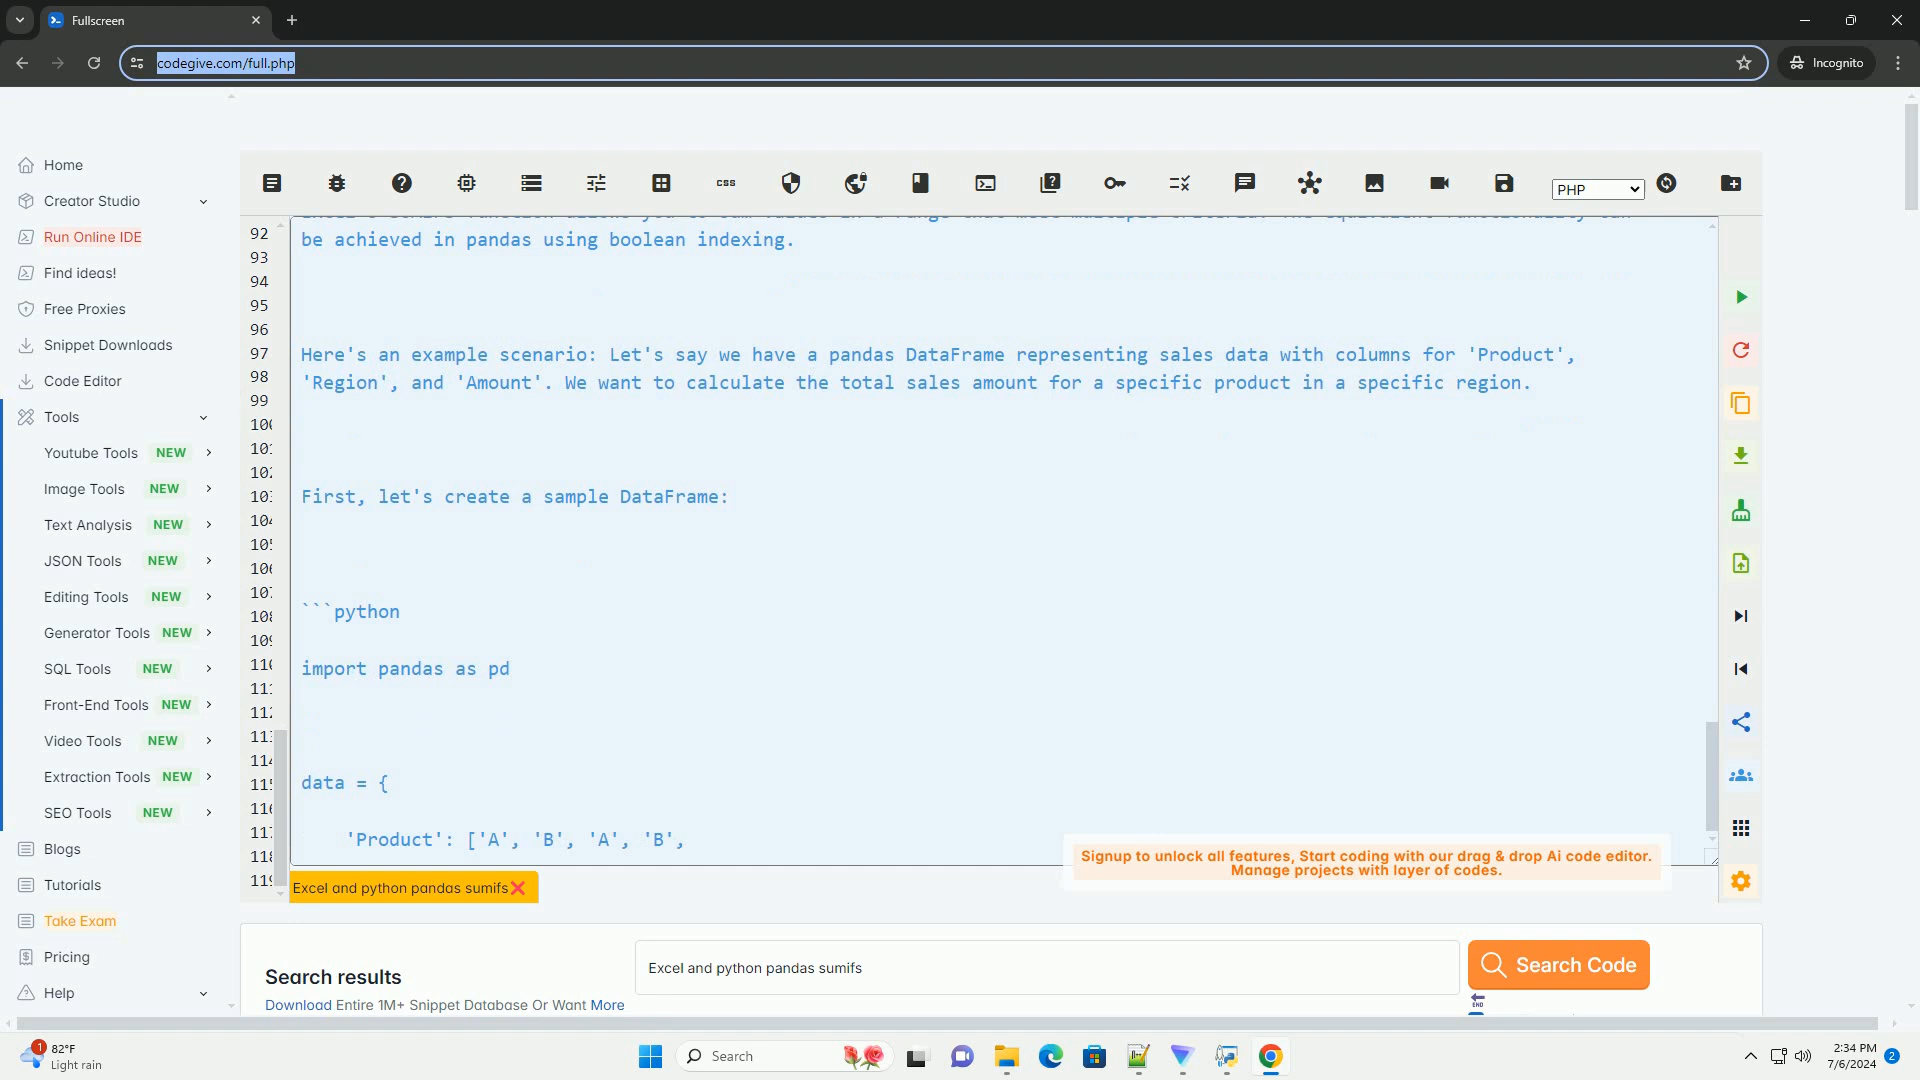 Fullscreen
codegive.com/full.php
Incognito
Home
Creator Studio
Run Online IDE
Find ideas!
Free Proxies
Snippet Downloads
Code Editor
Tools
Youtube Tools NEW
Image Tools NEW
Text Analysis NEW
JSON Tools NEW
Editing Tools NEW
Generator Tools NEW
SQL Tools NEW
Front-End Tools NEW
Video Tools NEW
Extraction Tools NEW
SEO Tools NEW
Blogs
Tutorials
Take Exam
Pricing
Help
css
PHP
92
93
94
95
96
97
98
99
be achieved in pandas using boolean indexing.
Here's an example scenario: Let's say we have a pandas DataFrame representing sales data with columns for 'Product',
'Region', and 'Amount'. We want to calculate the total sales amount for a specific product in a specific region.
First, let's create a sample DataFrame:
```python
import pandas as pd
data = {
'Product': ['A', 'B', 'A', 'B',
Signup to unlock all features, Start coding with our drag & drop Ai code editor.
Manage projects with layer of codes.
Excel and python pandas sumifs
Search results
Download Entire 1M+ Snippet Database Or Want More
Excel and python pandas sumifs
Search Code
END
1
82°F
Light rain
Search
2:34 PM
7/6/2024
2